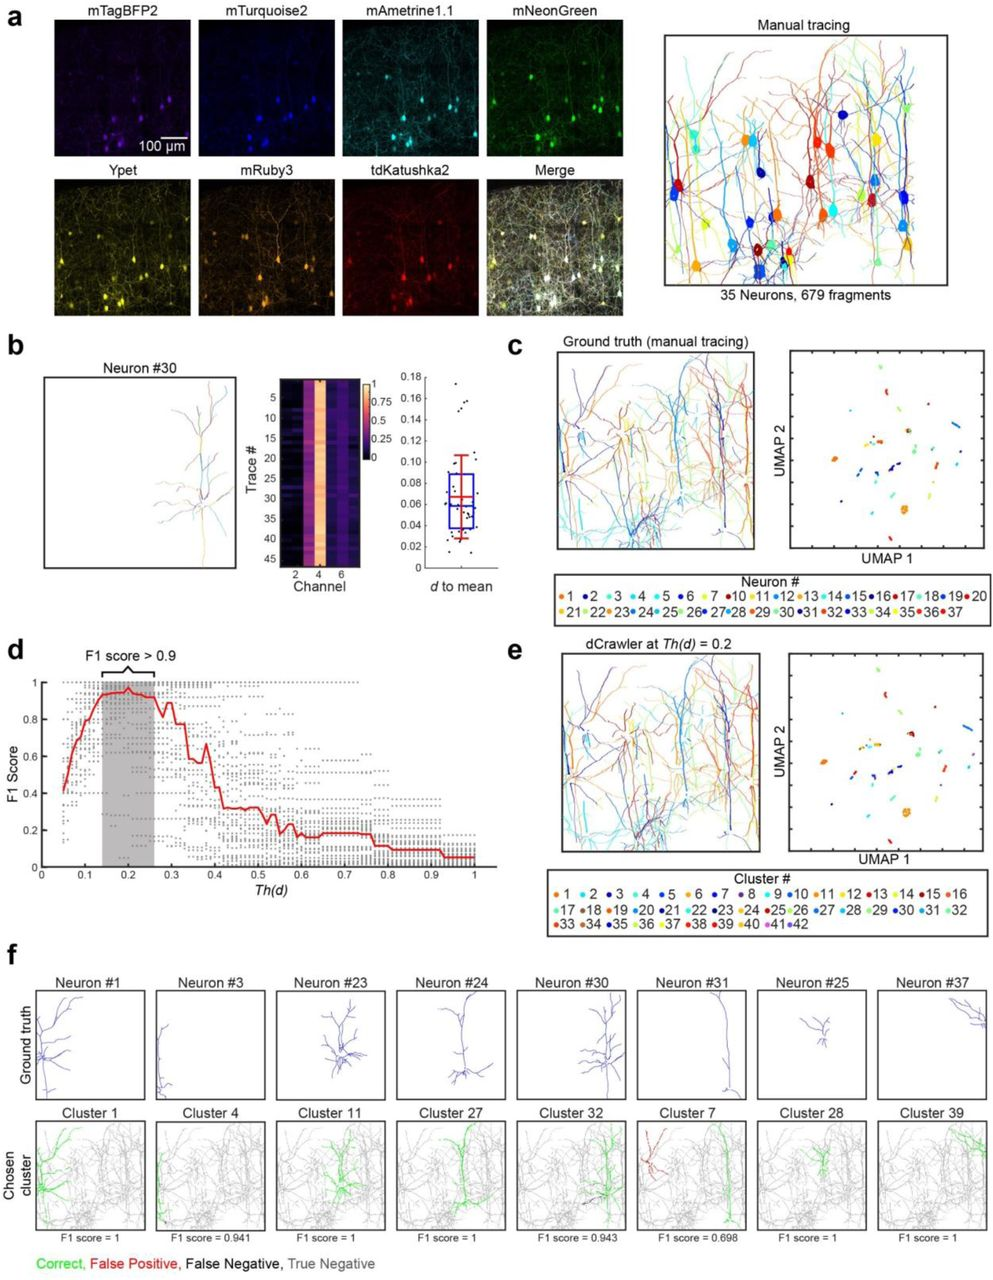 a
mTagBFP2 mTurquoise2 mAmetrine1.1 mNeonGreen
100 µm
Ypet mRuby3 tdKatushka2 Merge
Manual tracing
35 Neurons, 679 fragments
b
Neuron #30
Trace #
5
10
15
20
25
30
35
40
45
2 4 6
Channel
1
0.75
0.5
0.25
0
0.18
0.16
0.14
0.12
0.10
0.08
0.06
0.04
0.02
0
d to mean
c
Ground truth (manual tracing)
UMAP 2
UMAP 1
Neuron #
1 2 3 4 5 6 7 10 11 12 13 14 15 16 17 18 19 20
21 22 23 24 25 26 27 28 29 30 31 32 33 34 35 36 37
d
F1 score > 0.9
F1 Score
1
0.8
0.6
0.4
0.2
0
0 0.1 0.2 0.3 0.4 0.5 0.6 0.7 0.8 0.9 1
Th(d)
e
dCrawler at Th(d) = 0.2
UMAP 2
UMAP 1
Cluster #
1 2 3 4 5 6 7 8 9 10 11 12 13 14 15 16
17 18 19 20 21 22 23 24 25 26 27 28 29 30 31 32
33 34 35 36 37 38 39 40 41 42
f
Neuron #1 Neuron #3 Neuron #23 Neuron #24 Neuron #30 Neuron #31 Neuron #25 Neuron #37
Ground truth
Cluster 1 Cluster 4 Cluster 11 Cluster 27 Cluster 32 Cluster 7 Cluster 28 Cluster 39
Chosen
cluster
F1 score = 1 F1 score = 0.941 F1 score = 1 F1 score = 1 F1 score = 0.943 F1 score = 0.698 F1 score = 1 F1 score = 1
Correct, False Positive, False Negative, True Negative